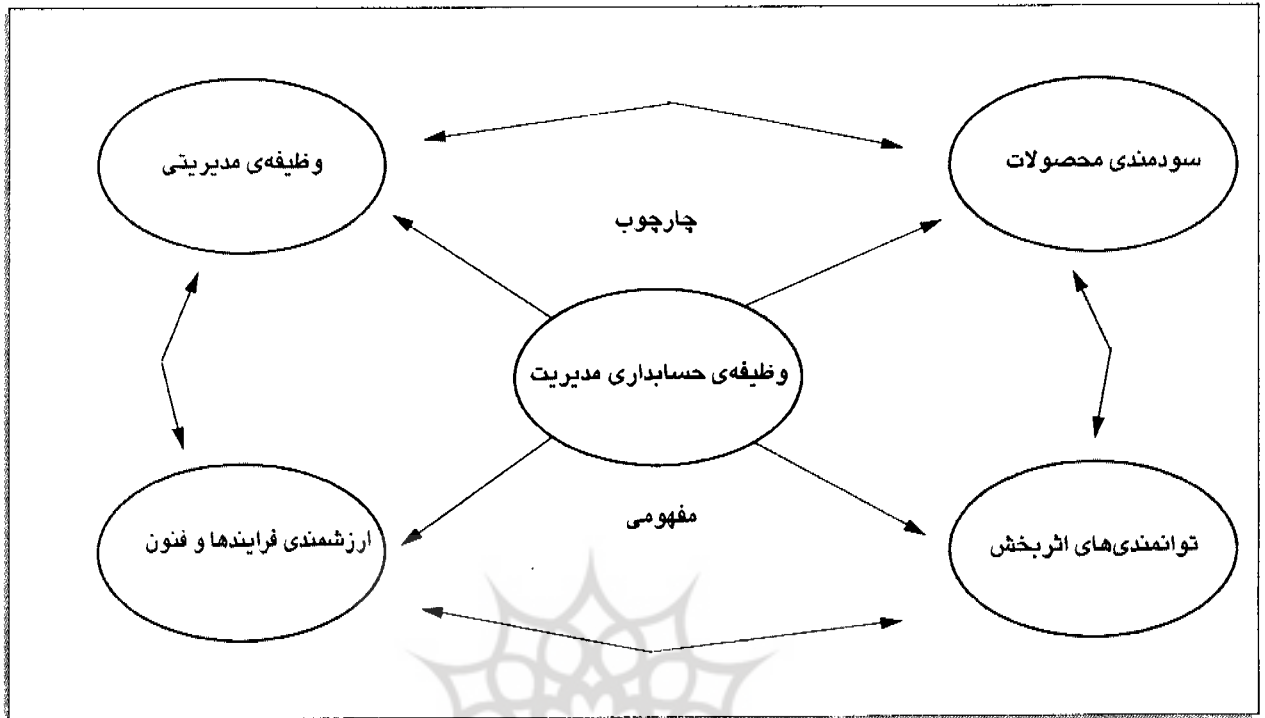 سودمندی محصولات
وظیفه‌ی مدیریتی
چارچوب
وظیفه‌ی حسابداری مدیریت
مفهومی
توانمندی‌های اثربخش
ارزشمندی فرایندها و فنون